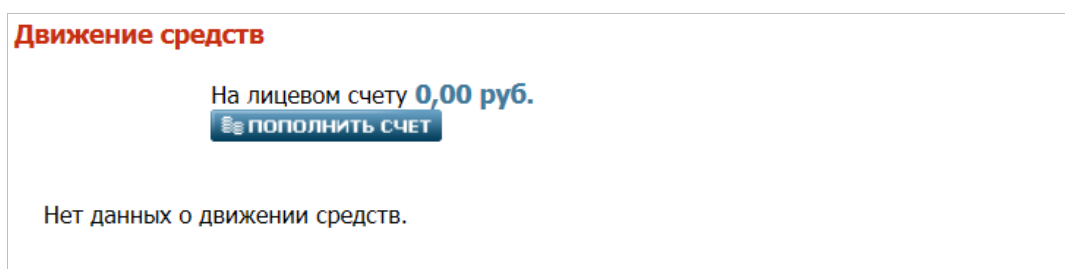 Движение средств
На лицевом счету 0,00 руб.
ПОПОЛНИТЬ СЧЕТ
Нет данных о движении средств.